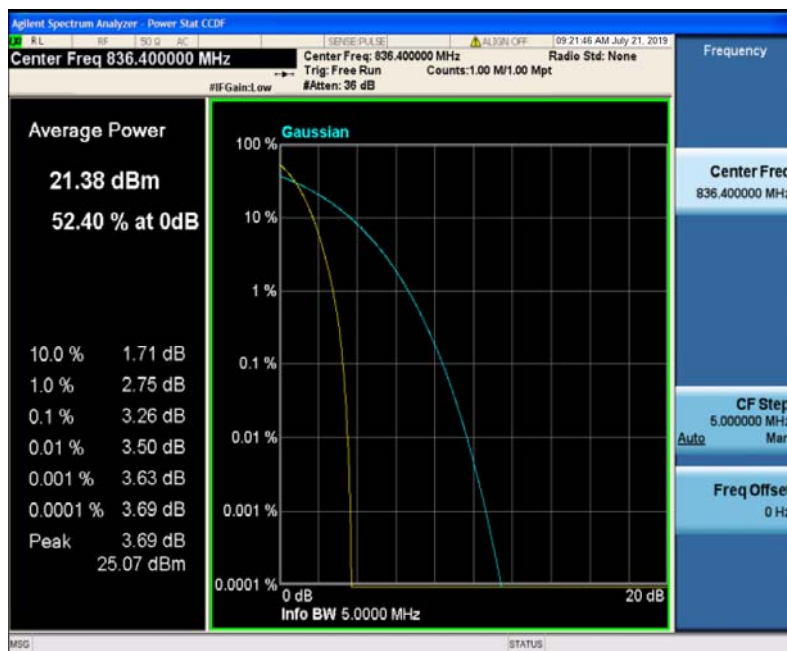 Agilent Spectrum Analyzer - Power Stat CCDF
RL RF 50 Ω AC SENSE:PULSE ALIGN OFF 09:21:46 AM July 21, 2019
Center Freq 836.400000 MHz
Center Freq: 836.400000 MHz Radio Std: None
Trig: Free Run Counts:1.00 M/1.00 Mpt
#IFGain:Low #Atten: 36 dB
Average Power
21.38 dBm
52.40 % at 0dB
10.0 % 1.71 dB
1.0 % 2.75 dB
0.1 % 3.26 dB
0.01 % 3.50 dB
0.001 % 3.63 dB
0.0001 % 3.69 dB
Peak 3.69 dB
25.07 dBm
Gaussian
100 %
10 %
1 %
0.1 %
0.01 %
0.001 %
0.0001 %
0 dB 20 dB
Info BW 5.0000 MHz
Frequency
Center Freq
836.400000 MHz
CF Step
5.000000 MHz
Auto Man
Freq Offset
0 Hz
MSG STATUS